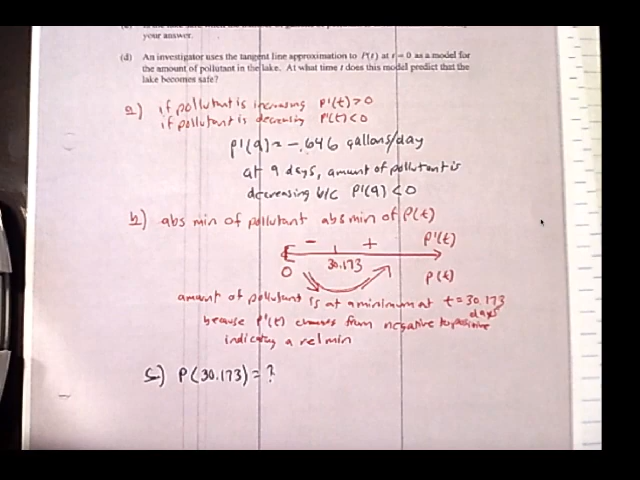 your answer.
(d) An investigator uses the tangent line approximation to P(t) at t = 0 as a model for
the amount of pollutant in the lake. At what time t does this model predict that the
lake becomes safe?
a) if pollutant is increasing P'(t) > 0
if pollutant is decreasing P'(t) < 0
P'(9) = -.646 gallons/day
at 9 days, amount of pollutant is
decreasing b/c P'(9) < 0
b) abs min of pollutant abs min of P(t)
- + P'(t)
0 30.173 P(t)
amount of pollutant is at a minimum at t = 30.173
days
because P'(t) changes from negative to positive
indicating a rel min
c) P(30.173) = ?